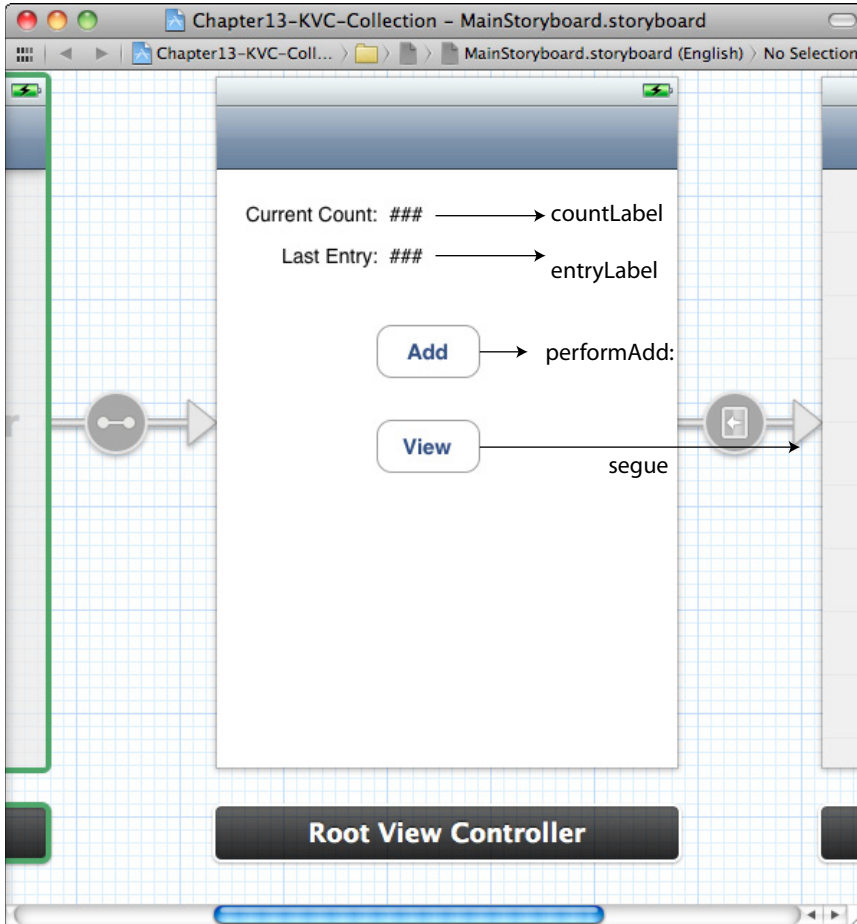 Chapter13-KVC-Collection – MainStoryboard.storyboard
Chapter13-KVC-Coll... MainStoryboard.storyboard (English) No Selection
Current Count: ### countLabel
Last Entry: ###
entryLabel
Add performAdd:
View
segue
Root View Controller